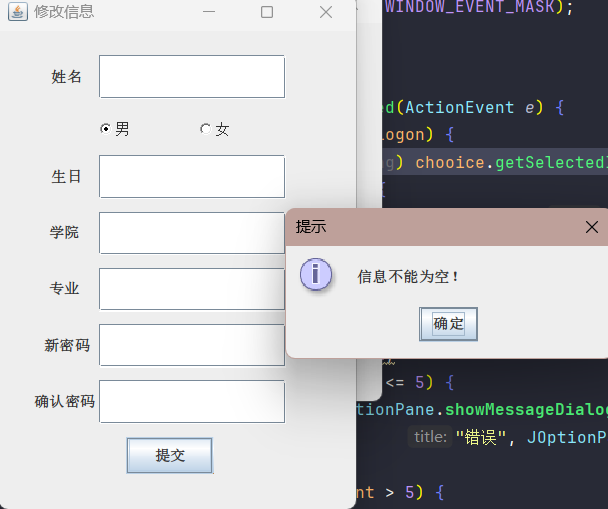 修改信息
WINDOW_EVENT_MASK);
姓名
男
女
(ActionEvent e) {
logon) {
) chooice.getSelectedI
{
生日
学院
提示
信息不能为空！
确定
专业
新密码
<= 5) {
确认密码
tionPane.showMessageDialo
title: "错误", JOptionP
提交
nt > 5) {